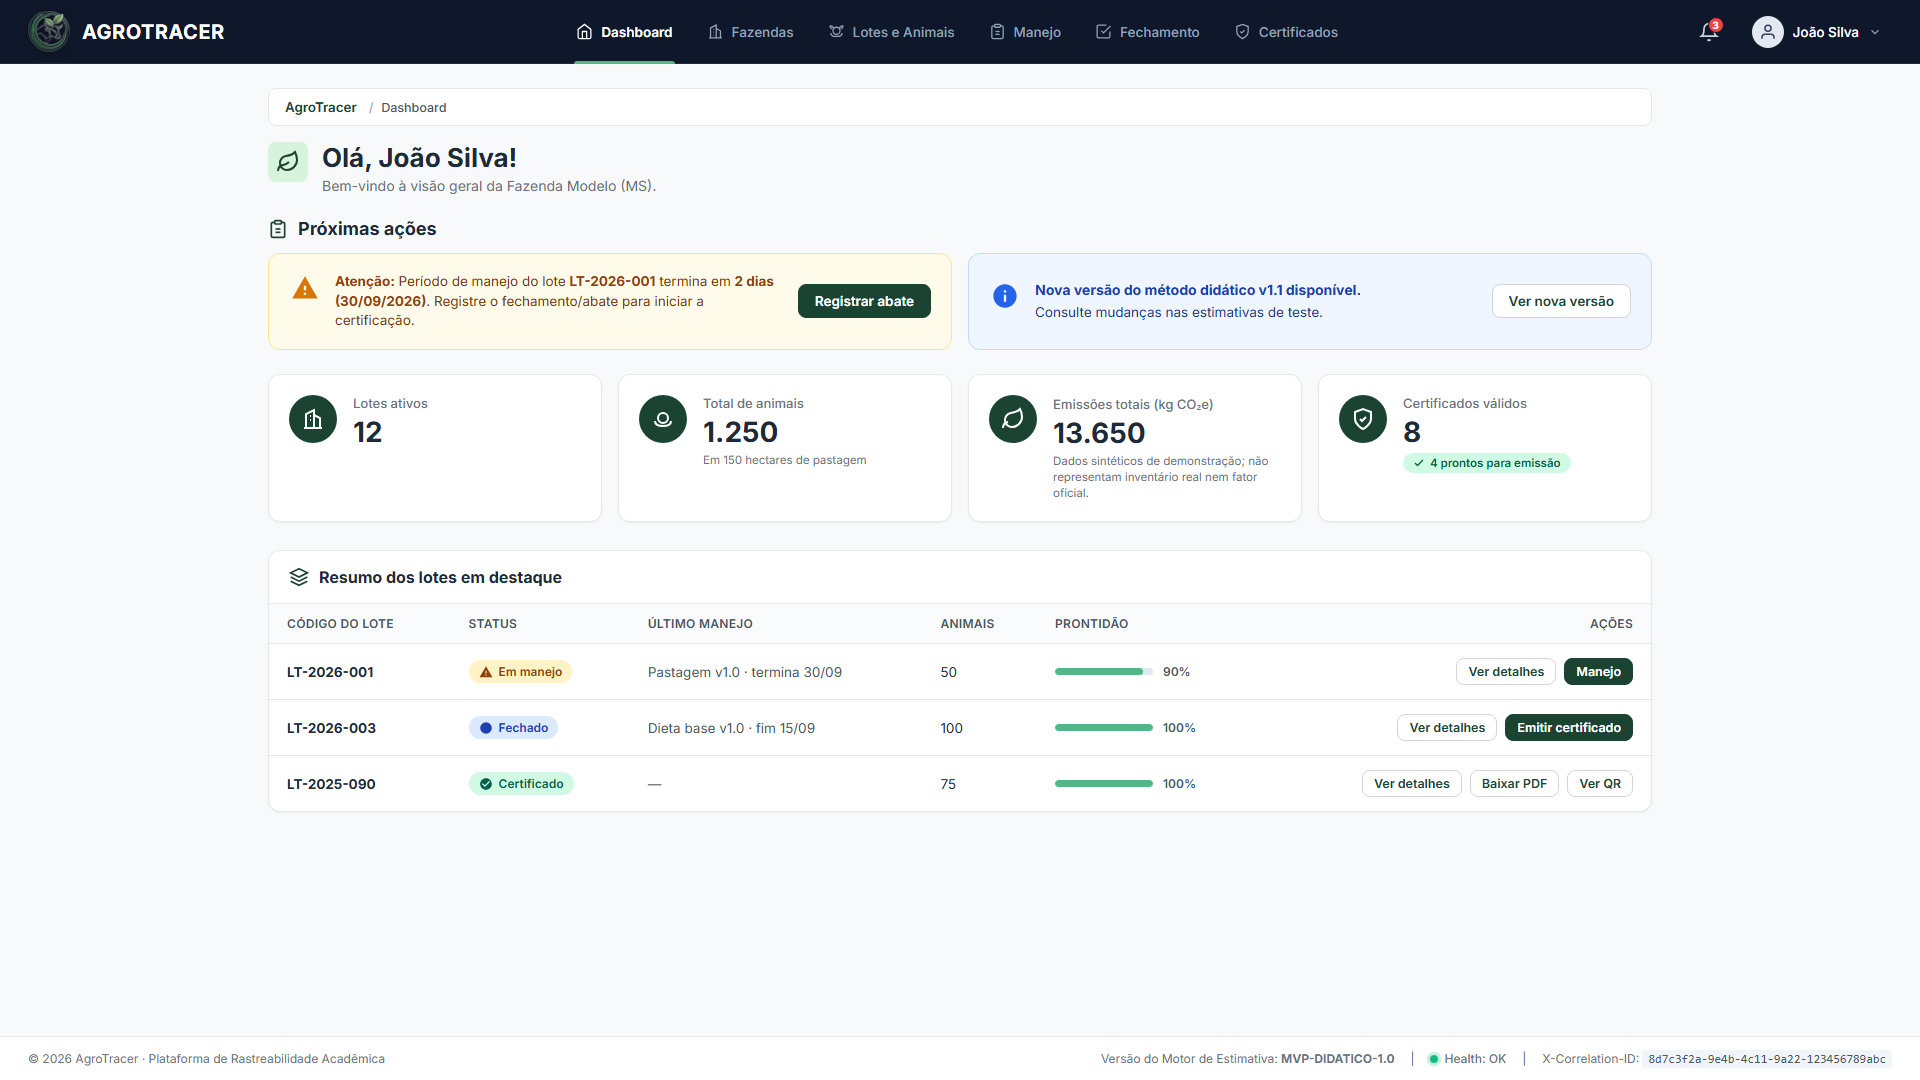 AGROTRACER
Dashboard
Fazendas
Lotes e Animais
Manejo
Fechamento
Certificados
3
João Silva
AgroTracer / Dashboard
Olá, João Silva!
Bem-vindo à visão geral da Fazenda Modelo (MS).
Próximas ações
Atenção: Período de manejo do lote LT-2026-001 termina em 2 dias
(30/09/2026). Registre o fechamento/abate para iniciar a
certificação.
Registrar abate
Nova versão do método didático v1.1 disponível.
Consulte mudanças nas estimativas de teste.
Ver nova versão
Lotes ativos
12
Total de animais
1.250
Em 150 hectares de pastagem
Emissões totais (kg CO₂e)
13.650
Dados sintéticos de demonstração; não
representam inventário real nem fator
oficial.
Certificados válidos
8
4 prontos para emissão
Resumo dos lotes em destaque
CÓDIGO DO LOTE STATUS ÚLTIMO MANEJO ANIMAIS PRONTIDÃO AÇÕES
LT-2026-001 Em manejo Pastagem v1.0 · termina 30/09 50 90% Ver detalhes Manejo
LT-2026-003 Fechado Dieta base v1.0 · fim 15/09 100 100% Ver detalhes Emitir certificado
LT-2025-090 Certificado — 75 100% Ver detalhes Baixar PDF Ver QR
© 2026 AgroTracer · Plataforma de Rastreabilidade Acadêmica
Versão do Motor de Estimativa: MVP-DIDATICO-1.0 | Health: OK | X-Correlation-ID: 8d7c3f2a-9e4b-4c11-9a22-123456789abc